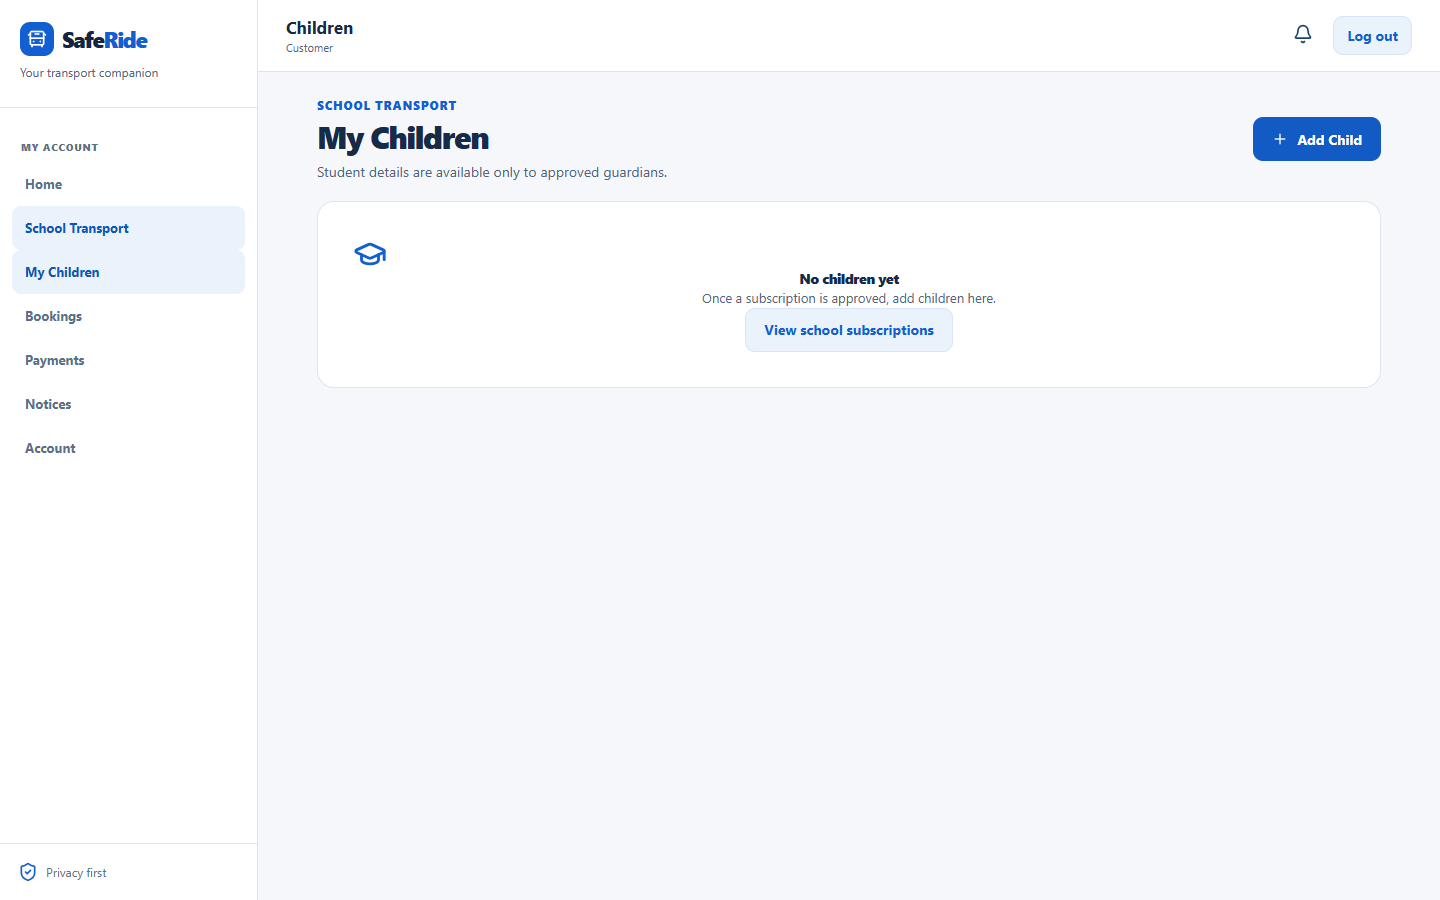 SafeRide
Your transport companion
MY ACCOUNT
Home
School Transport
My Children
Bookings
Payments
Notices
Account
Privacy first
Children
Customer
Log out
SCHOOL TRANSPORT
My Children
Student details are available only to approved guardians.
Add Child
No children yet
Once a subscription is approved, add children here.
View school subscriptions